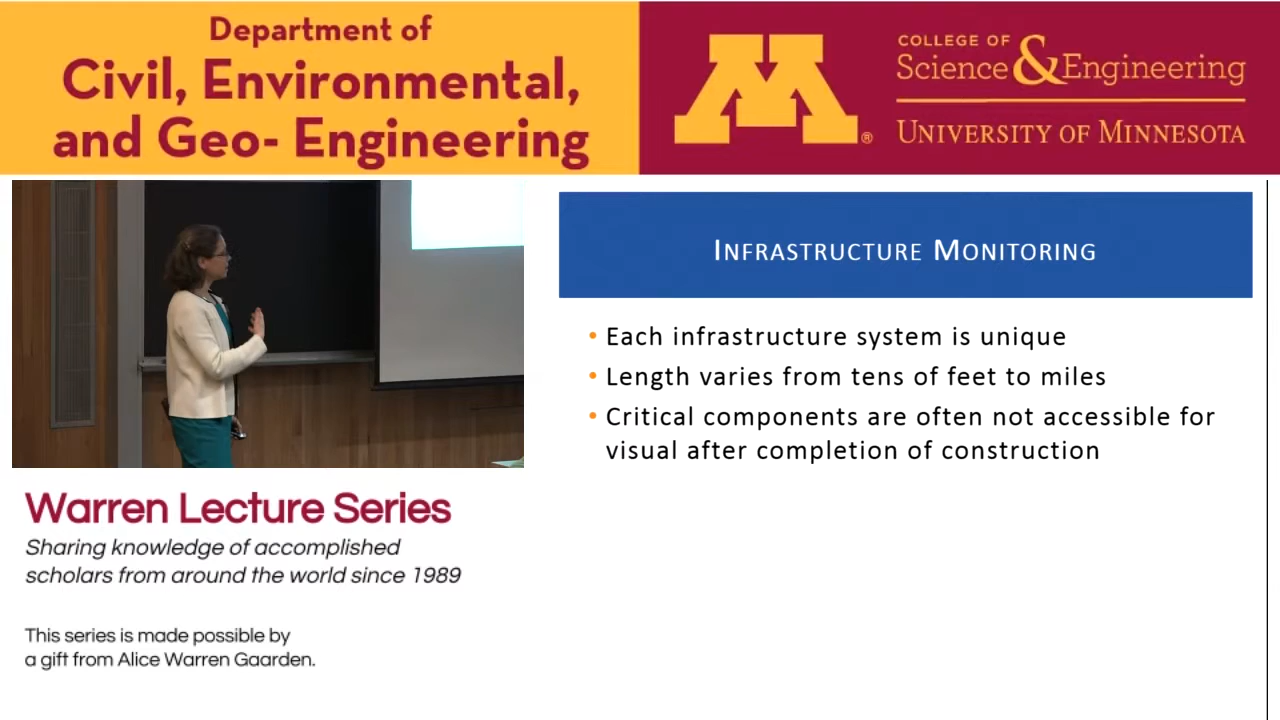 Department of
Civil, Environmental,
and Geo- Engineering
M
®
COLLEGE OF
Science & Engineering
UNIVERSITY OF MINNESOTA
INFRASTRUCTURE MONITORING
• Each infrastructure system is unique
• Length varies from tens of feet to miles
• Critical components are often not accessible for
visual after completion of construction
Warren Lecture Series
Sharing knowledge of accomplished
scholars from around the world since 1989
This series is made possible by
a gift from Alice Warren Gaarden.